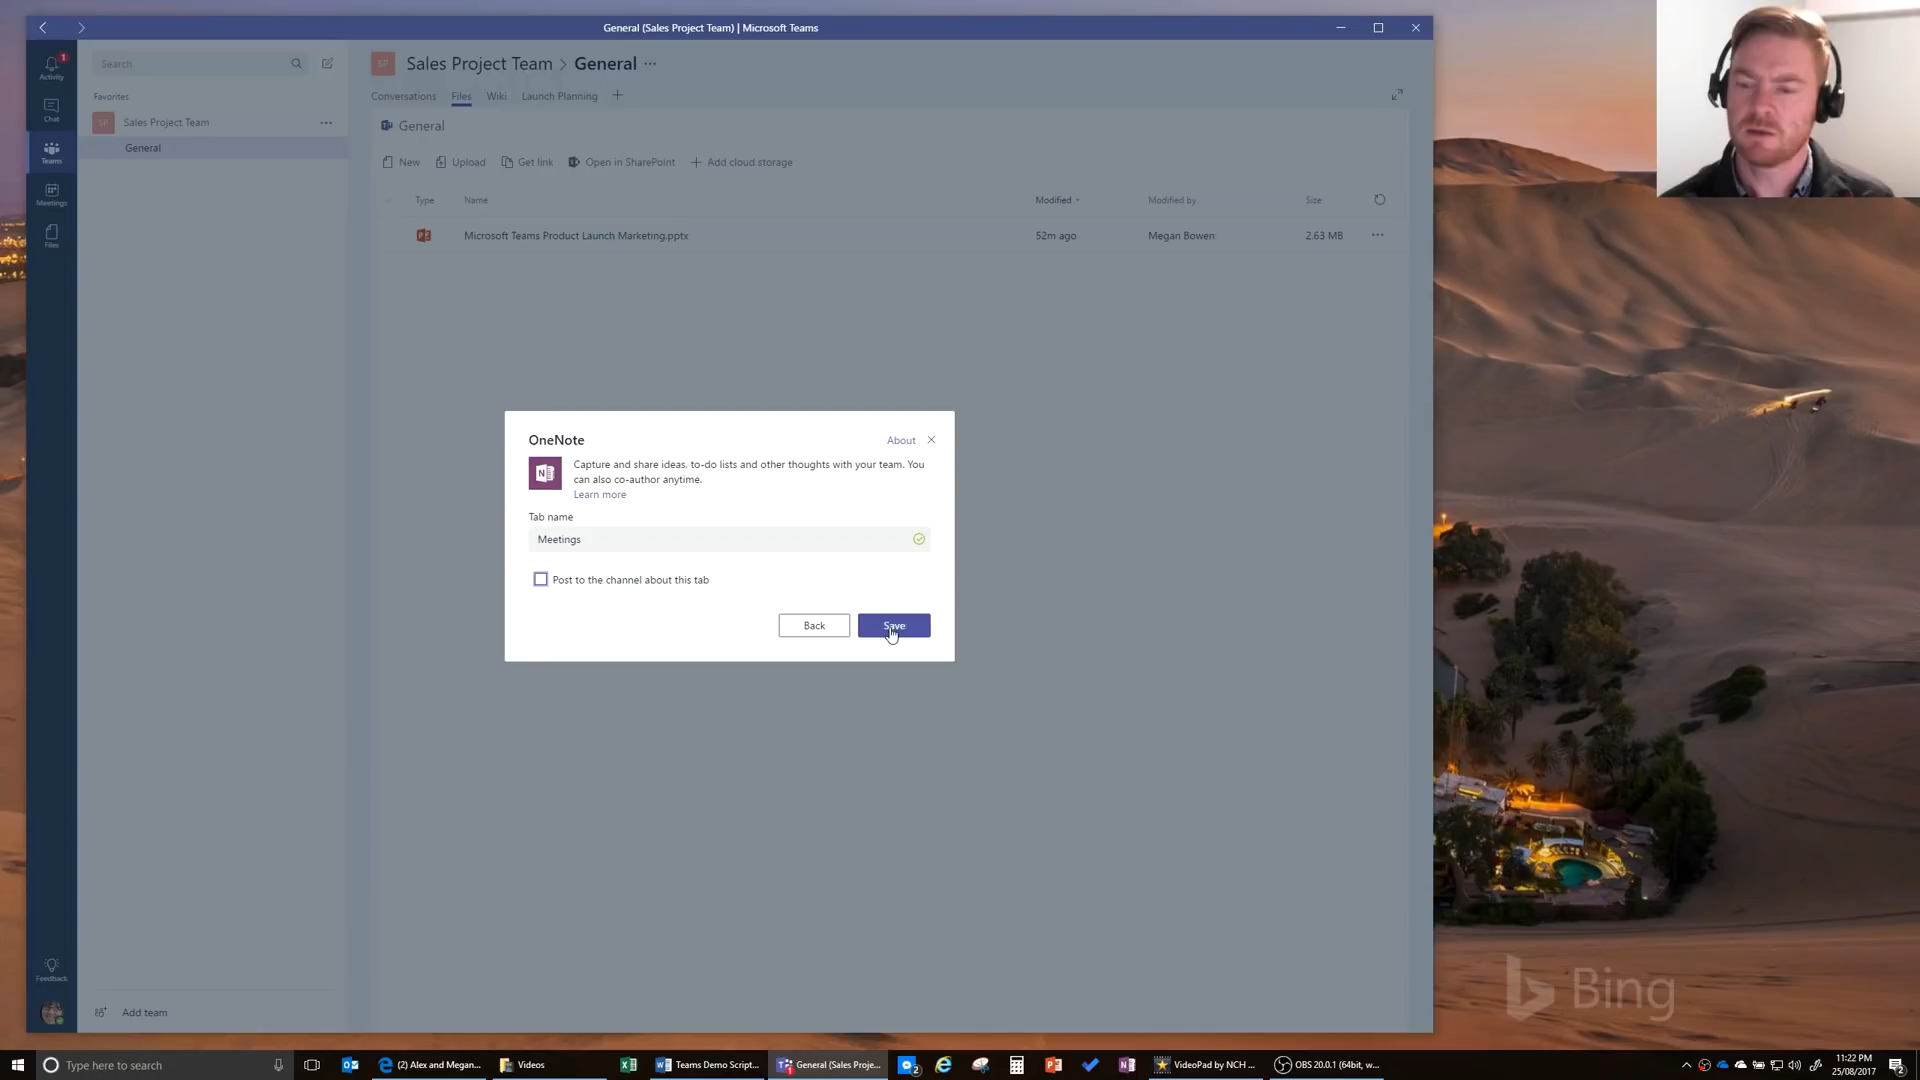 General (Sales Project Team) | Microsoft Teams
Activity
1
Chat
Teams
Meetings
Files
Search
Favorites
SP Sales Project Team ...
General
SP Sales Project Team > General ...
Conversations Files Wiki Launch Planning +
General
New Upload Get link Open in SharePoint + Add cloud storage
Type Name Modified Modified by Size
Microsoft Teams Product Launch Marketing.pptx 52m ago Megan Bowen 2.63 MB ...
OneNote About
N
Capture and share ideas, to-do lists and other thoughts with your team. You
can also co-author anytime.
Learn more
Tab name
Meetings
Post to the channel about this tab
Back Save
Feedback
Add team
Bing
Type here to search
(2) Alex and Megan...
Videos
Teams Demo Script...
General (Sales Proje...
2
VideoPad by NCH ...
OBS 20.0.1 (64bit, w...
11:22 PM
25/08/2017
2